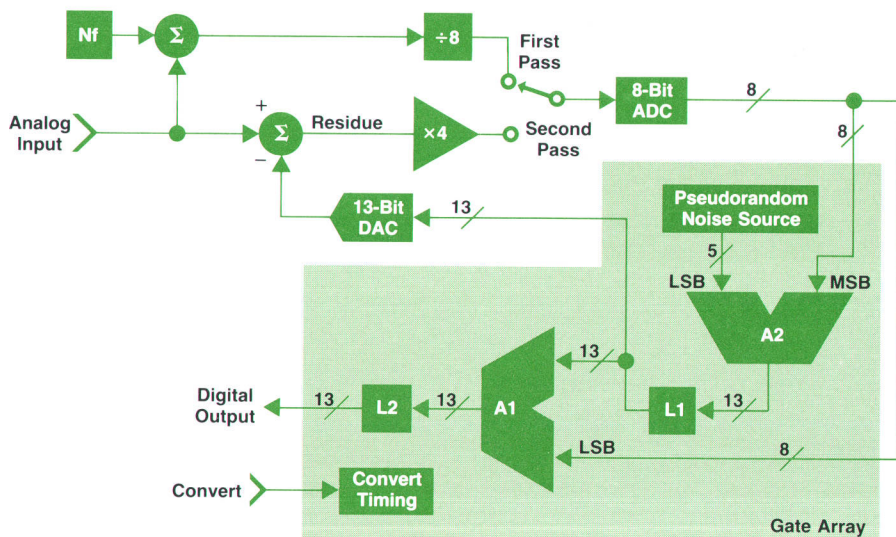 Nf
Σ
÷8
First
Pass
8-Bit
ADC
8
8
Analog
Input
+
Σ
−
Residue
×4
Second
Pass
13-Bit
DAC
13
Pseudorandom
Noise Source
5
LSB
MSB
A2
13
Digital
Output
13
L2
13
A1
L1
13
LSB
8
Convert
Convert
Timing
Gate Array